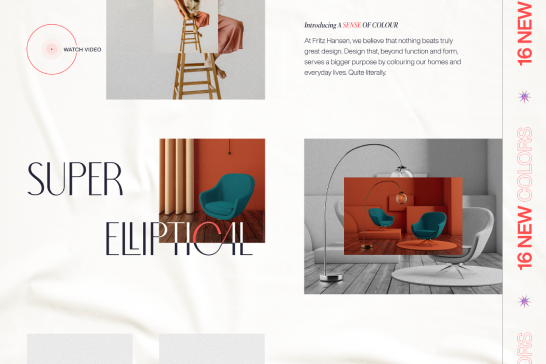 WATCH VIDEO
Introducing A SENSE OF COLOUR
At Fritz Hansen, we believe that nothing beats truly
great design. Design that, beyond function and form,
serves a bigger purpose by colouring our homes and
everyday lives. Quite literally.
SUPER
ELLIPTICAL
16 NEW
16 NEW COLORS
ORS